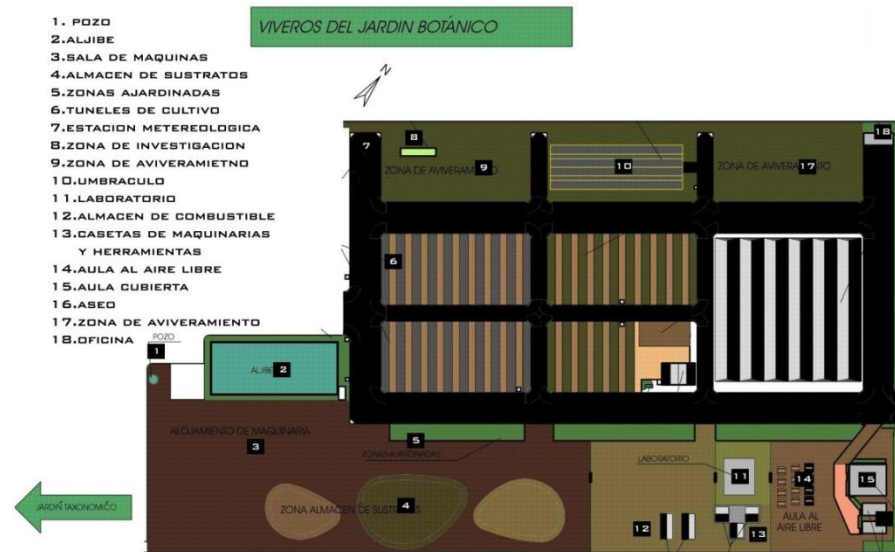 VIVEROS DEL JARDIN BOTÁNICO
1. POZO
2.ALJIBE
3.SALA DE MAQUINAS
4.ALMACEN DE SUSTRATOS
5.ZONAS AJARDINADAS
6.TUNELES DE CULTIVO
7.ESTACION METEREOLOGICA
8.ZONA DE INVESTIGACION
9.ZONA DE AVIVERAMIETNO
10.UMBRACULO
11.LABORATORIO
12.ALMACEN DE COMBUSTIBLE
13.CASETAS DE MAQUINARIAS
Y HERRAMIENTAS
14.AULA AL AIRE LIBRE
15.AULA CUBIERTA
16.ASEO
17.ZONA DE AVIVERAMIENTO
18.OFICINA
N
18
8
7
ZONA DE AVIVERAMIENTO
9
10
ZONA DE AVIVERAMIENTO
17
6
POZO
1
ALJIBE
2
ALOJAMIENTO DE MAQUINARIA
3
5
ZONAS AJARDINADAS
LABORATORIO
11
14
15
JARDÍN TAXONOMICO
ZONA ALMACEN DE SUSTRATOS
4
12
13
AULA AL
AIRE LIBRE